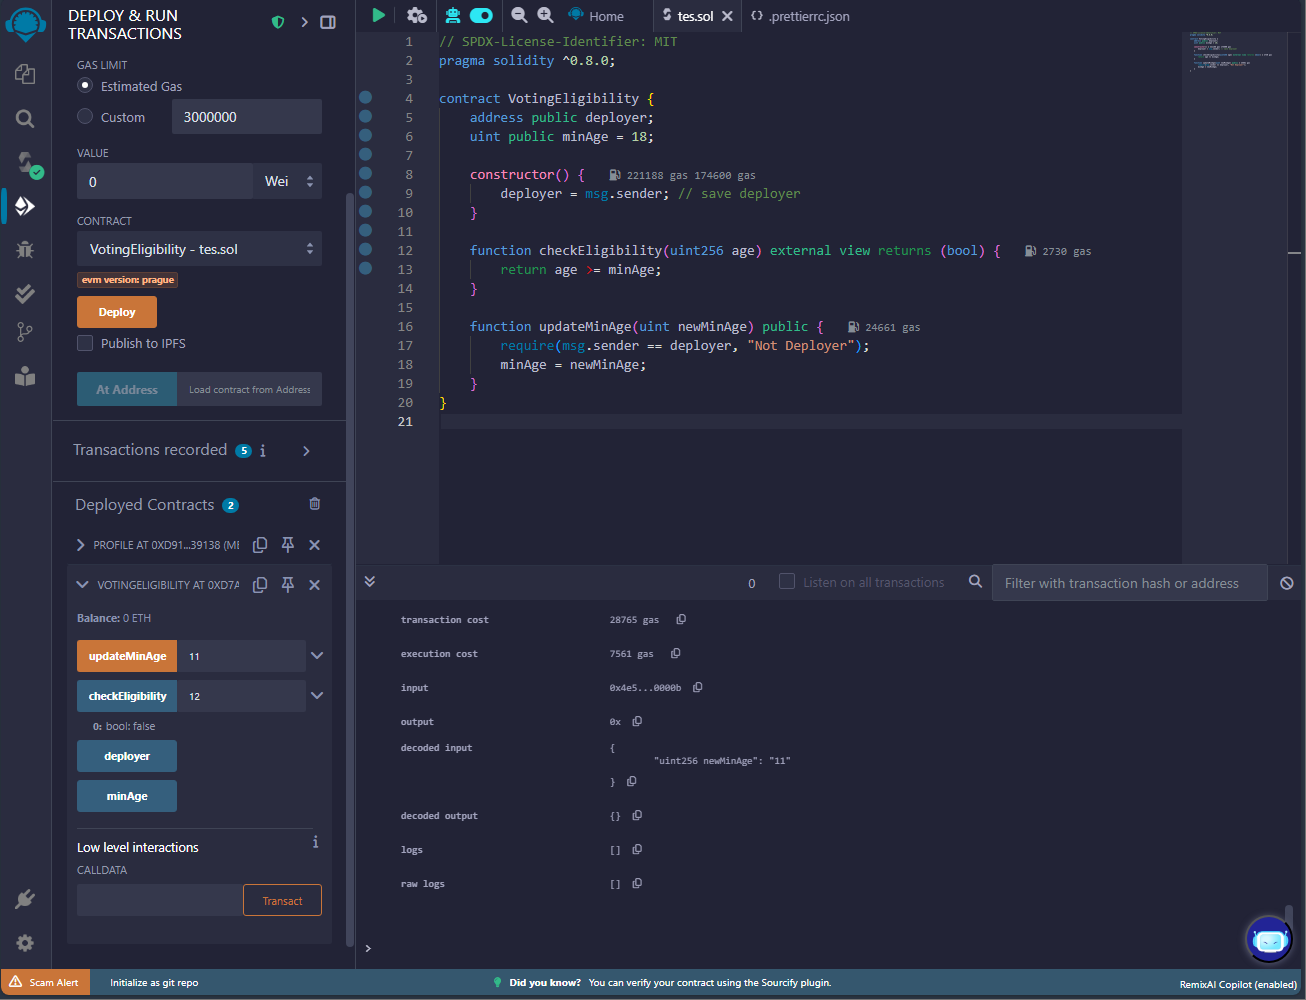 DEPLOY & RUN
TRANSACTIONS
GAS LIMIT
Estimated Gas
Custom
3000000
VALUE
0
Wei
CONTRACT
VotingEligibility - tes.sol
evm version: prague
Deploy
Publish to IPFS
At Address
Load contract from Address
Transactions recorded 5 i
Deployed Contracts 2
PROFILE AT 0XD91...39138 (ME
VOTINGELIGIBILITY AT 0XD7A
Balance: 0 ETH
updateMinAge 11
checkEligibility 12
0: bool: false
deployer
minAge
Low level interactions
i
CALLDATA
Transact
Home
tes.sol
.prettierrc.json
1 // SPDX-License-Identifier: MIT
2 pragma solidity ^0.8.0;
3
4 contract VotingEligibility {
5 address public deployer;
6 uint public minAge = 18;
7
8 constructor() { 221188 gas 174600 gas
9 deployer = msg.sender; // save deployer
10 }
11
12 function checkEligibility(uint256 age) external view returns (bool) { 2730 gas
13 return age >= minAge;
14 }
15
16 function updateMinAge(uint newMinAge) public { 24661 gas
17 require(msg.sender == deployer, "Not Deployer");
18 minAge = newMinAge;
19 }
20 }
21
0
Listen on all transactions
Filter with transaction hash or address
transaction cost 28765 gas
execution cost 7561 gas
input 0x4e5...0000b
output 0x
decoded input {
"uint256 newMinAge": "11"
}
decoded output {}
logs []
raw logs []
>
Scam Alert
Initialize as git repo
Did you know? You can verify your contract using the Sourcify plugin.
RemixAI Copilot (enabled)